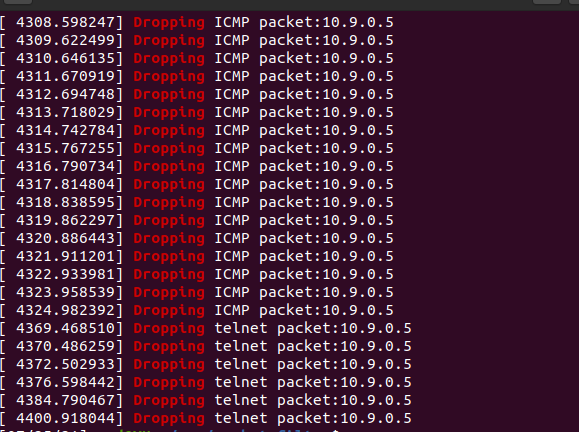 [ 4308.598247] Dropping ICMP packet:10.9.0.5
[ 4309.622499] Dropping ICMP packet:10.9.0.5
[ 4310.646135] Dropping ICMP packet:10.9.0.5
[ 4311.670919] Dropping ICMP packet:10.9.0.5
[ 4312.694748] Dropping ICMP packet:10.9.0.5
[ 4313.718029] Dropping ICMP packet:10.9.0.5
[ 4314.742784] Dropping ICMP packet:10.9.0.5
[ 4315.767255] Dropping ICMP packet:10.9.0.5
[ 4316.790734] Dropping ICMP packet:10.9.0.5
[ 4317.814804] Dropping ICMP packet:10.9.0.5
[ 4318.838595] Dropping ICMP packet:10.9.0.5
[ 4319.862297] Dropping ICMP packet:10.9.0.5
[ 4320.886443] Dropping ICMP packet:10.9.0.5
[ 4321.911201] Dropping ICMP packet:10.9.0.5
[ 4322.933981] Dropping ICMP packet:10.9.0.5
[ 4323.958539] Dropping ICMP packet:10.9.0.5
[ 4324.982392] Dropping ICMP packet:10.9.0.5
[ 4369.468510] Dropping telnet packet:10.9.0.5
[ 4370.486259] Dropping telnet packet:10.9.0.5
[ 4372.502933] Dropping telnet packet:10.9.0.5
[ 4376.598442] Dropping telnet packet:10.9.0.5
[ 4384.790467] Dropping telnet packet:10.9.0.5
[ 4400.918044] Dropping telnet packet:10.9.0.5